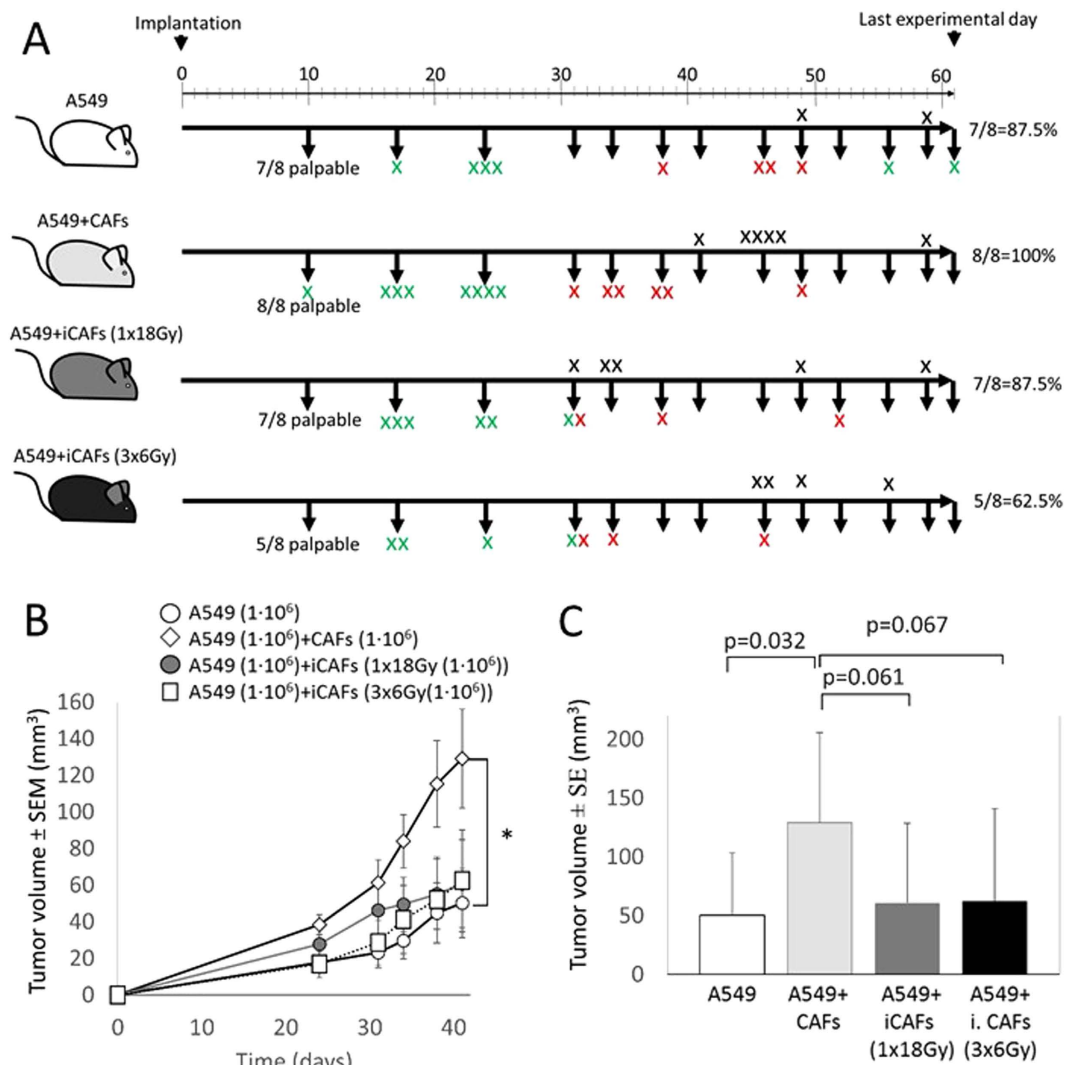 A
Implantation
Last experimental day
0 10 20 30 40 50 60
A549
X X
7/8=87.5%
7/8 palpable
X XXX X XX X X X
A549+CAFs
X XXXX X
8/8=100%
X XXX XXXX X XX XX X
8/8 palpable
A549+iCAFs (1x18Gy)
X XX X X
7/8=87.5%
7/8 palpable
XXX XX XX X X
A549+iCAFs (3x6Gy)
XX X X
5/8=62.5%
5/8 palpable
XX X XX X X
B
A549 (1·10⁶)
A549 (1·10⁶)+CAFs (1·10⁶)
A549 (1·10⁶)+iCAFs (1x18Gy (1·10⁶))
A549 (1·10⁶)+iCAFs (3x6Gy(1·10⁶))
Tumor volume ± SEM (mm³)
160
140
120
100
80
60
40
20
0
*
0 10 20 30 40
Time (days)
C
p=0.067
p=0.032
p=0.061
Tumor volume ± SE (mm³)
200
150
100
50
0
A549 A549+ A549+ A549+
CAFs iCAFs i. CAFs
(1x18Gy) (3x6Gy)